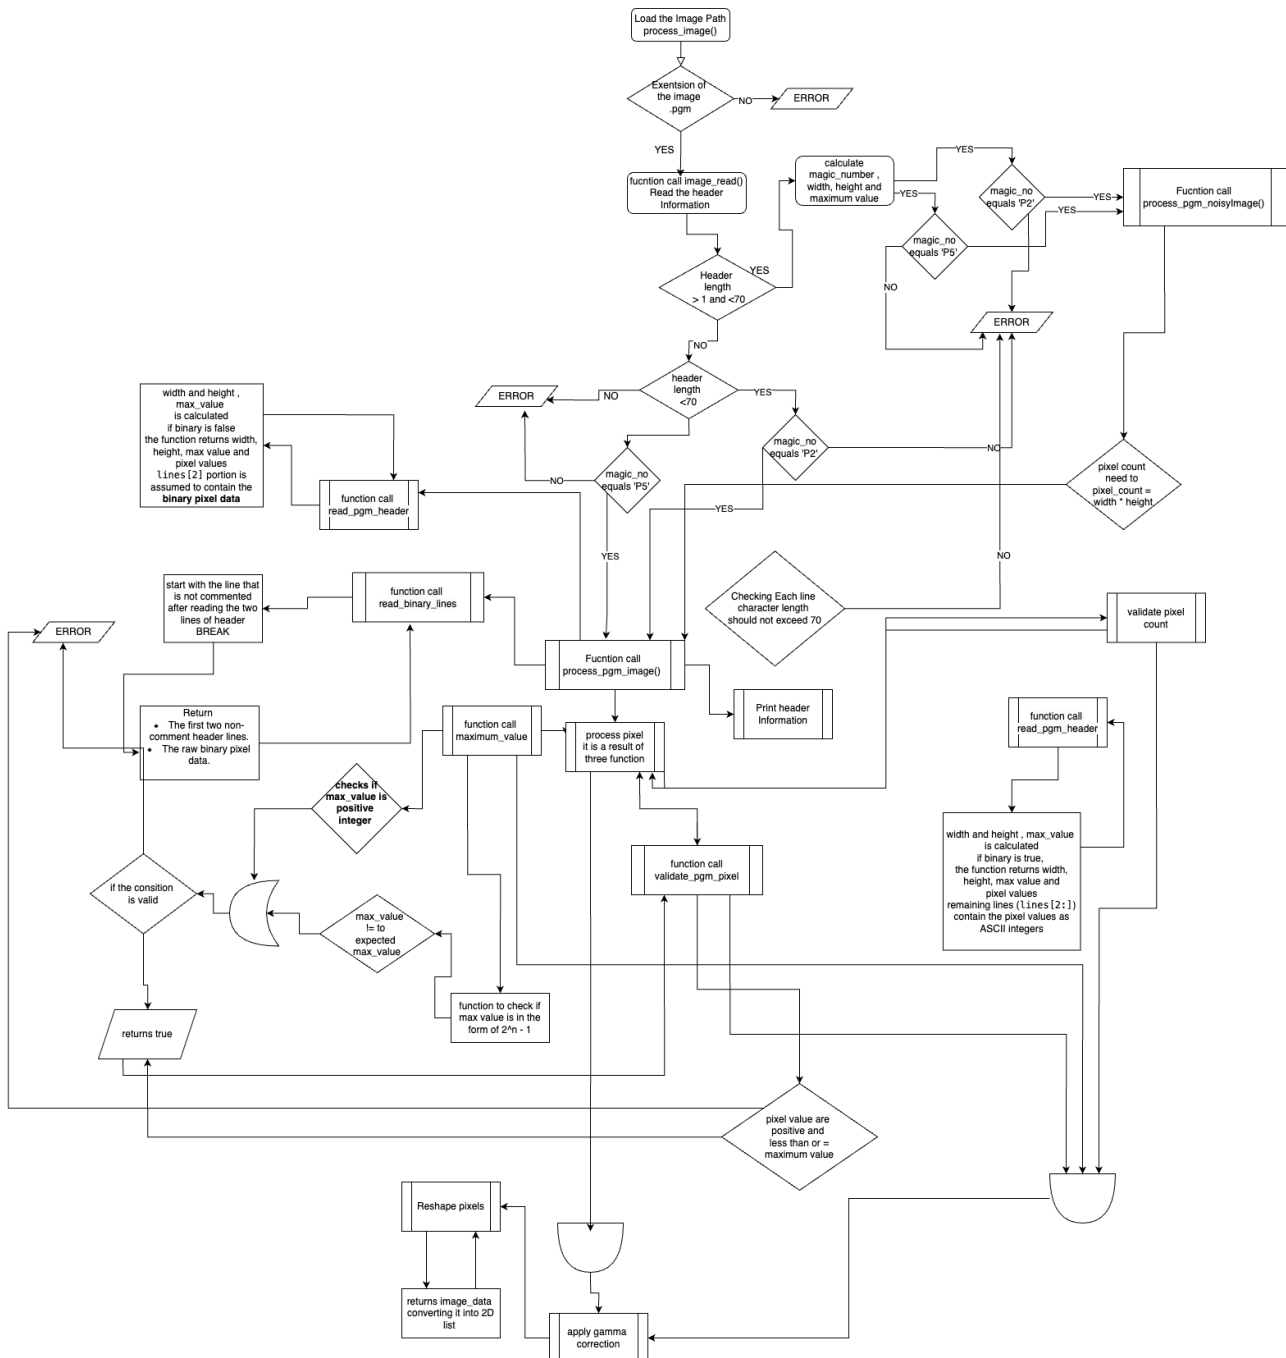 Load the Image Path
process_image()
Exentsion of
the image
.pgm
NO
ERROR
YES
fucntion call image_read()
Read the header
Information
calculate
magic_number ,
width, height and
maximum value
YES
YES
magic_no
equals 'P2'
YES
YES
Fucntion call
process_pgm_noisyImage()
magic_no
equals 'P5'
NO
ERROR
Header
length
> 1 and <70
YES
NO
header
length
<70
NO
ERROR
YES
magic_no
equals 'P2'
NO
YES
magic_no
equals 'P5'
NO
YES
width and height ,
max_value
is calculated
if binary is false
the function returns width,
height, max value and
pixel values
lines[2] portion is
assumed to contain the
binary pixel data
function call
read_pgm_header
pixel count
need to
pixel_count =
width * height
NO
Checking Each line
character length
should not exceed 70
validate pixel
count
start with the line that
is not commented
after reading the two
lines of header
BREAK
function call
read_binary_lines
ERROR
Fucntion call
process_pgm_image()
Print header
Information
Return
• The first two non-
comment header lines.
• The raw binary pixel
data.
function call
maximum_value
process pixel
it is a result of
three function
function call
read_pgm_header
checks if
max_value is
positive
integer
width and height , max_value
is calculated
if binary is true,
the function returns width,
height, max value and
pixel values
remaining lines (lines[2:])
contain the pixel values as
ASCII integers
function call
validate_pgm_pixel
if the consition
is valid
max_value
!= to
expected
max_value
function to check if
max value is in the
form of 2^n - 1
returns true
pixel value are
positive and
less than or =
maximum value
Reshape pixels
returns image_data
converting it into 2D
list
apply gamma
correction